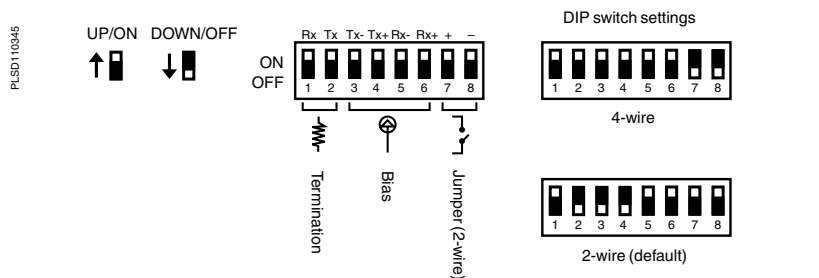 PLSD110345
UP/ON DOWN/OFF
Rx Tx Tx- Tx+ Rx- Rx+ + –
ON
OFF
1 2 3 4 5 6 7 8
Termination
Bias
Jumper (2-wire)
DIP switch settings
1 2 3 4 5 6 7 8
4-wire
1 2 3 4 5 6 7 8
2-wire (default)